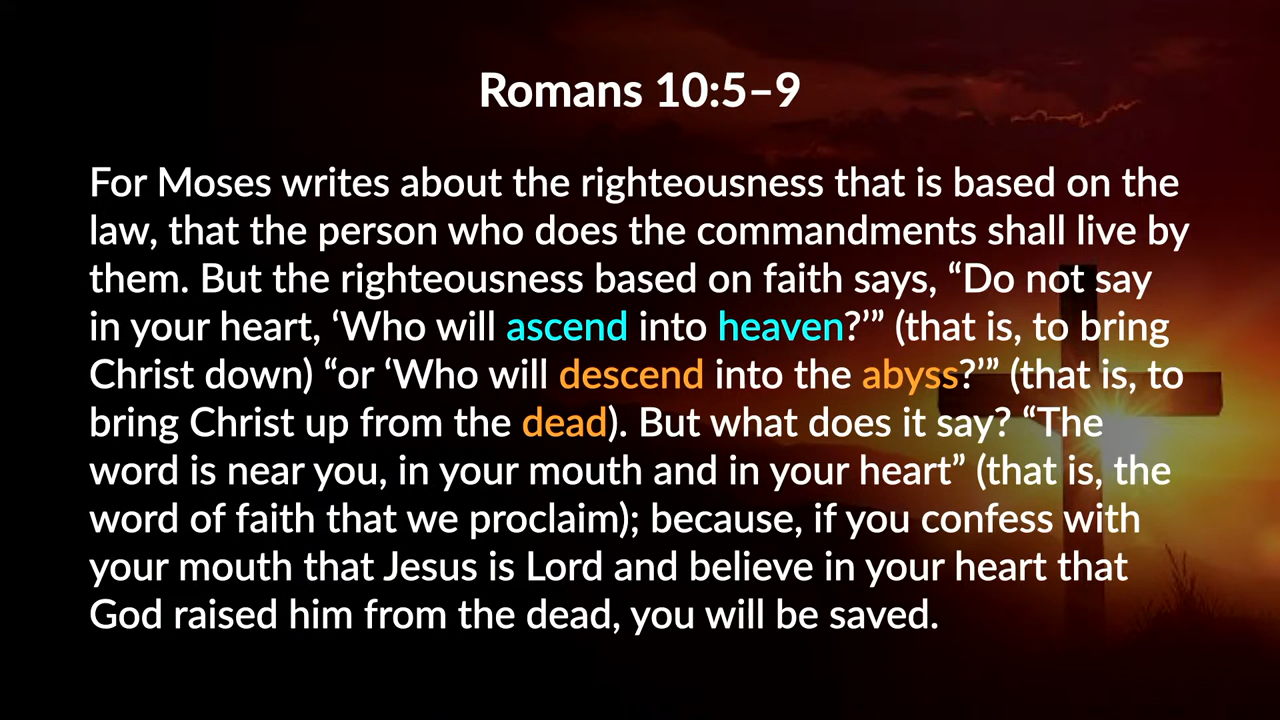 Romans 10:5–9
For Moses writes about the righteousness that is based on the
law, that the person who does the commandments shall live by
them. But the righteousness based on faith says, “Do not say
in your heart, ‘Who will ascend into heaven?’” (that is, to bring
Christ down) “or ‘Who will descend into the abyss?’” (that is, to
bring Christ up from the dead). But what does it say? “The
word is near you, in your mouth and in your heart” (that is, the
word of faith that we proclaim); because, if you confess with
your mouth that Jesus is Lord and believe in your heart that
God raised him from the dead, you will be saved.